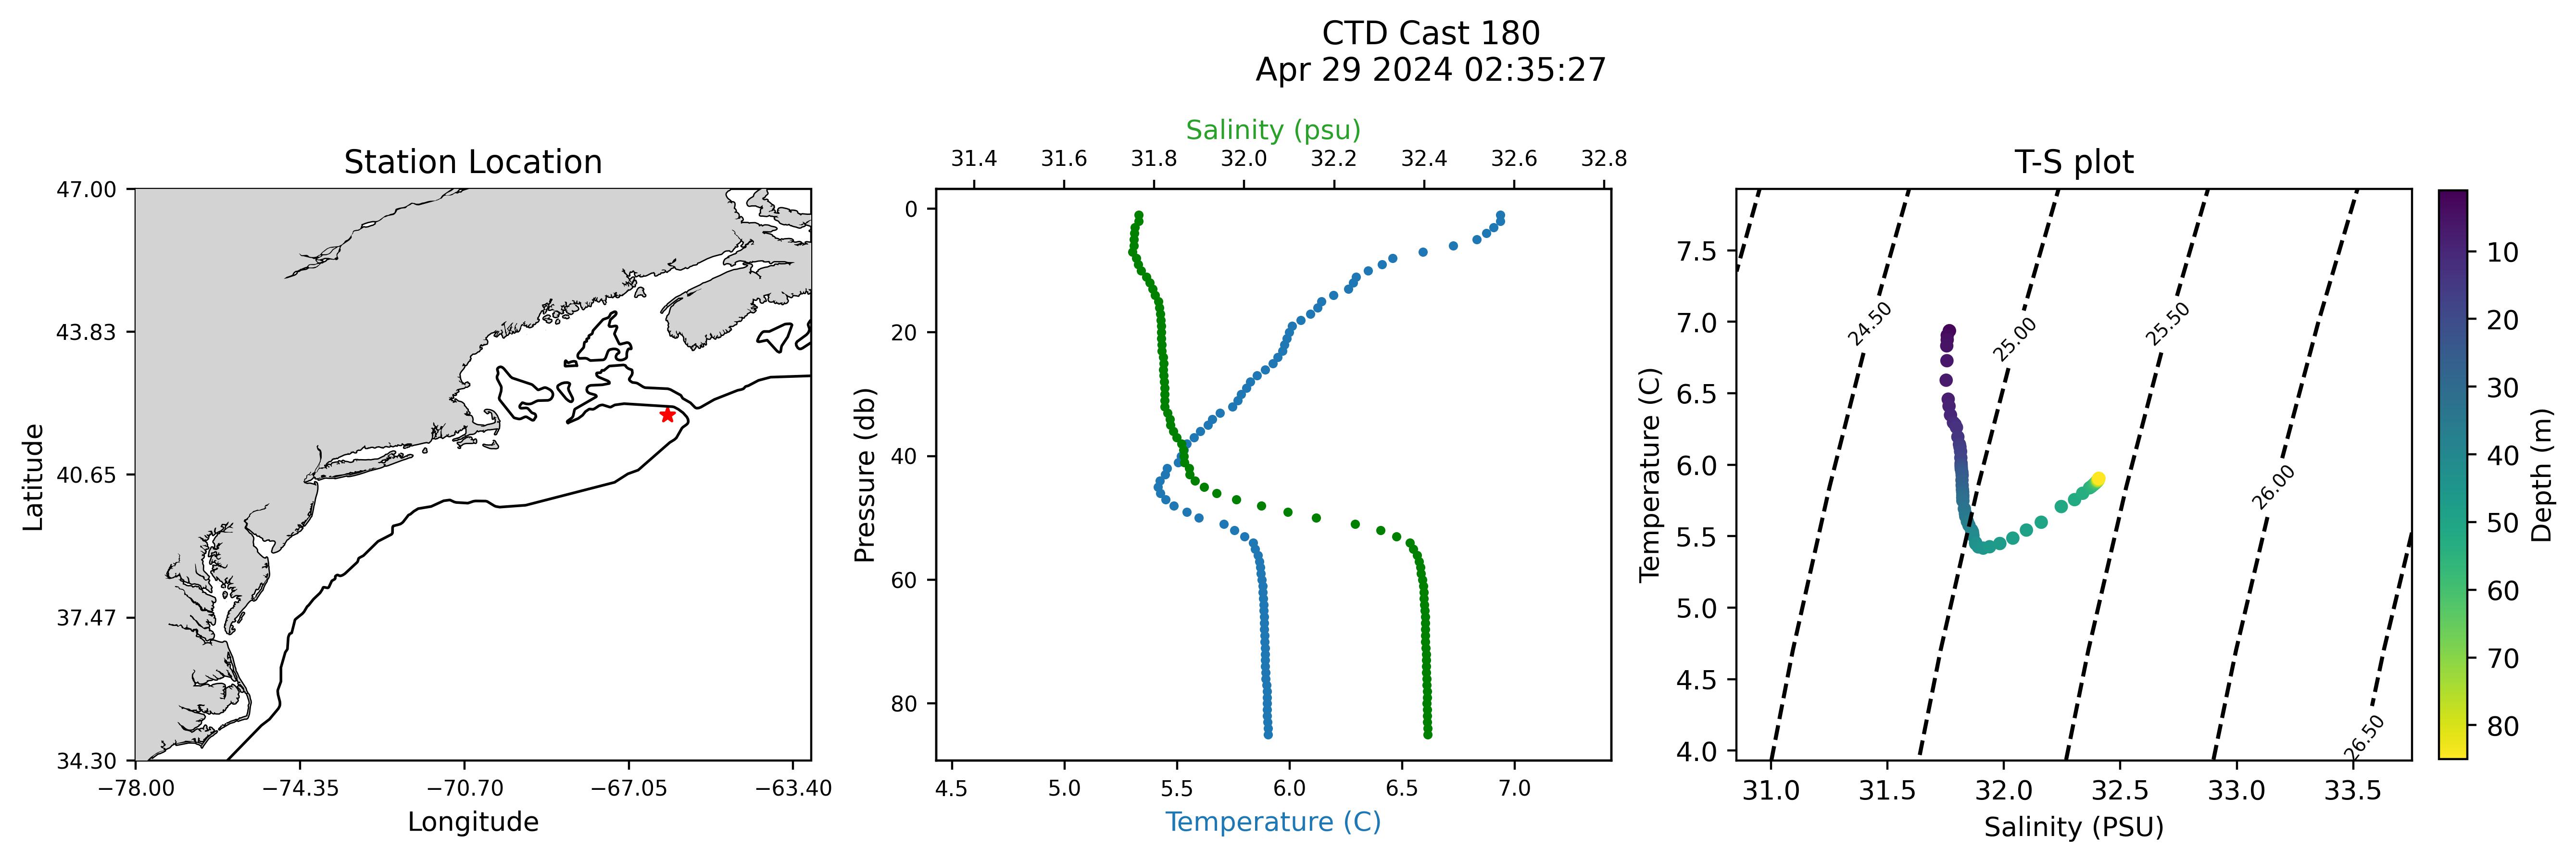 CTD Cast 180
Apr 29 2024 02:35:27
Station Location
47.00
43.83
40.65
37.47
34.30
Latitude
−78.00 −74.35 −70.70 −67.05 −63.40
Longitude
Salinity (psu)
31.4 31.6 31.8 32.0 32.2 32.4 32.6 32.8
0
20
40
60
80
Pressure (db)
4.5 5.0 5.5 6.0 6.5 7.0
Temperature (C)
T-S plot
7.5
7.0
6.5
6.0
5.5
5.0
4.5
4.0
Temperature (C)
24.50
25.00
25.50
26.00
26.50
31.0 31.5 32.0 32.5 33.0 33.5
Salinity (PSU)
10
20
30
40
50
60
70
80
Depth (m)